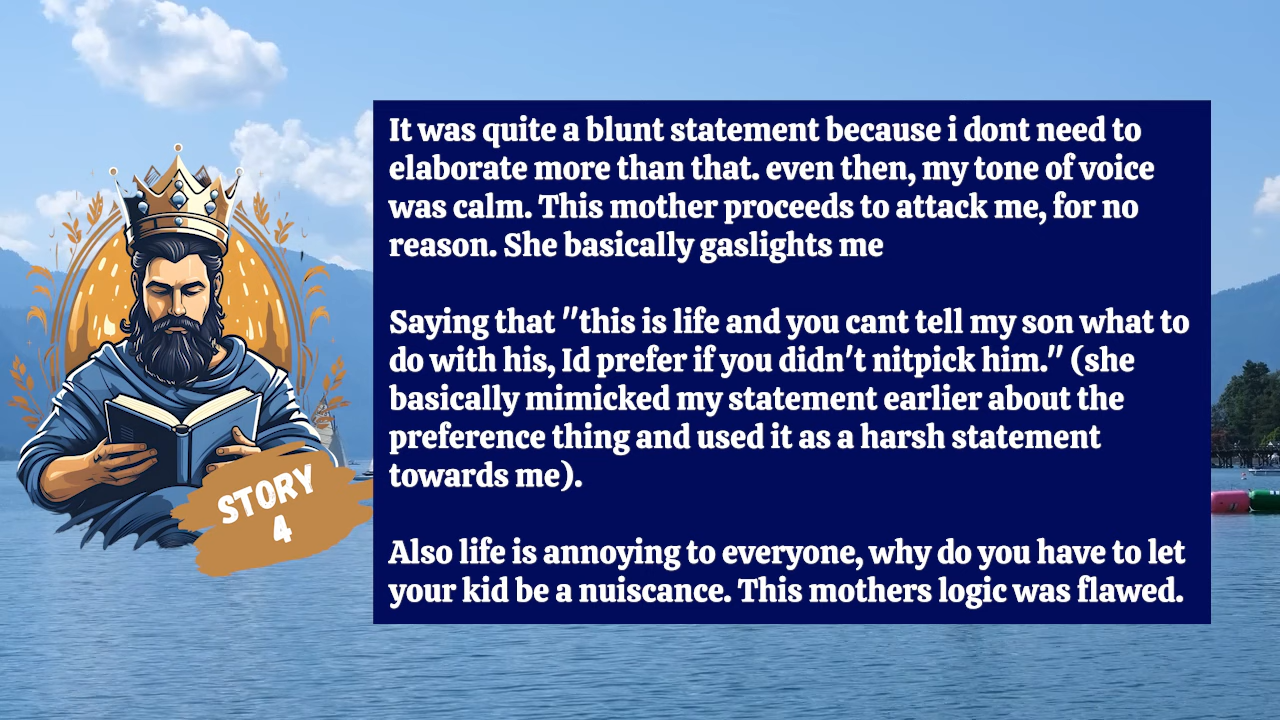 It was quite a blunt statement because i dont need to
elaborate more than that. even then, my tone of voice
was calm. This mother proceeds to attack me, for no
reason. She basically gaslights me
Saying that "this is life and you cant tell my son what to
do with his, Id prefer if you didn't nitpick him." (she
basically mimicked my statement earlier about the
preference thing and used it as a harsh statement
towards me).
Also life is annoying to everyone, why do you have to let
your kid be a nuiscance. This mothers logic was flawed.
STORY
4